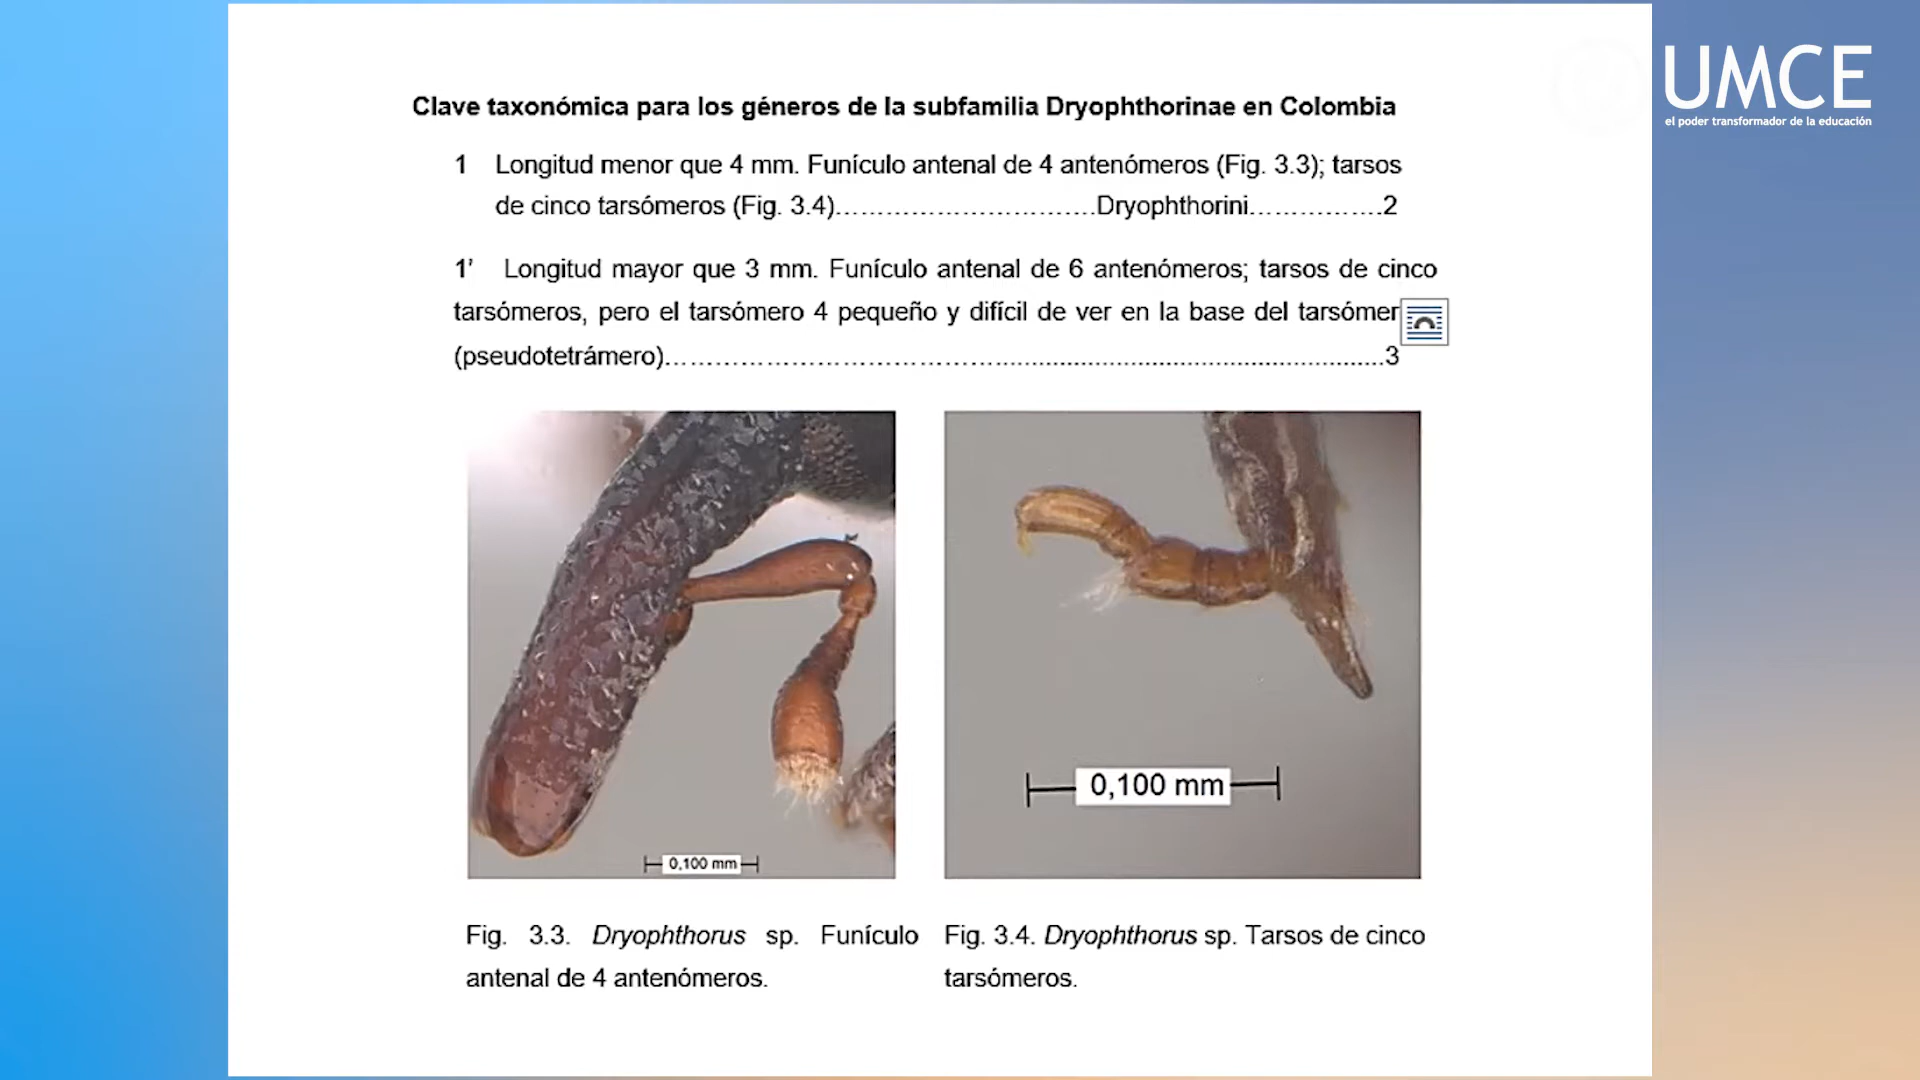 UMCE
el poder transformador de la educación
Clave taxonómica para los géneros de la subfamilia Dryophthorinae en Colombia
1 Longitud menor que 4 mm. Funículo antenal de 4 antenómeros (Fig. 3.3); tarsos
de cinco tarsómeros (Fig. 3.4)..............................Dryophthorini................2
1' Longitud mayor que 3 mm. Funículo antenal de 6 antenómeros; tarsos de cinco
tarsómeros, pero el tarsómero 4 pequeño y difícil de ver en la base del tarsómer
(pseudotetrámero)....................................................................................................3
0,100 mm
0,100 mm
Fig. 3.3. Dryophthorus sp. Funículo
antenal de 4 antenómeros.
Fig. 3.4. Dryophthorus sp. Tarsos de cinco
tarsómeros.